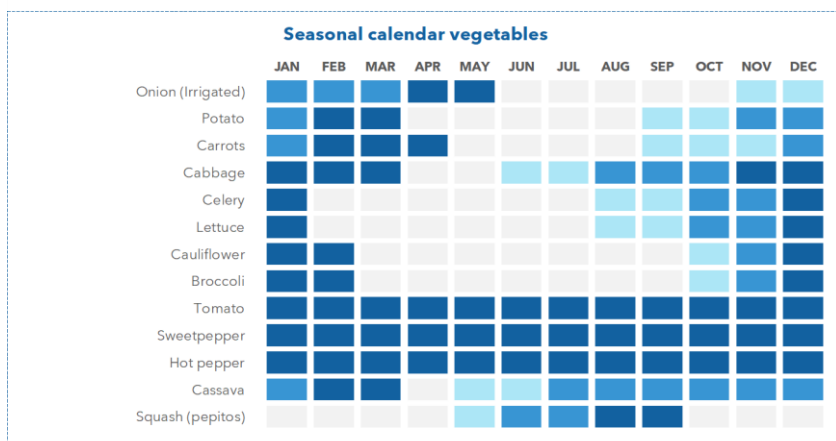 Seasonal calendar vegetables
JAN FEB MAR APR MAY JUN JUL AUG SEP OCT NOV DEC
Onion (Irrigated)
Potato
Carrots
Cabbage
Celery
Lettuce
Cauliflower
Broccoli
Tomato
Sweetpepper
Hot pepper
Cassava
Squash (pepitos)